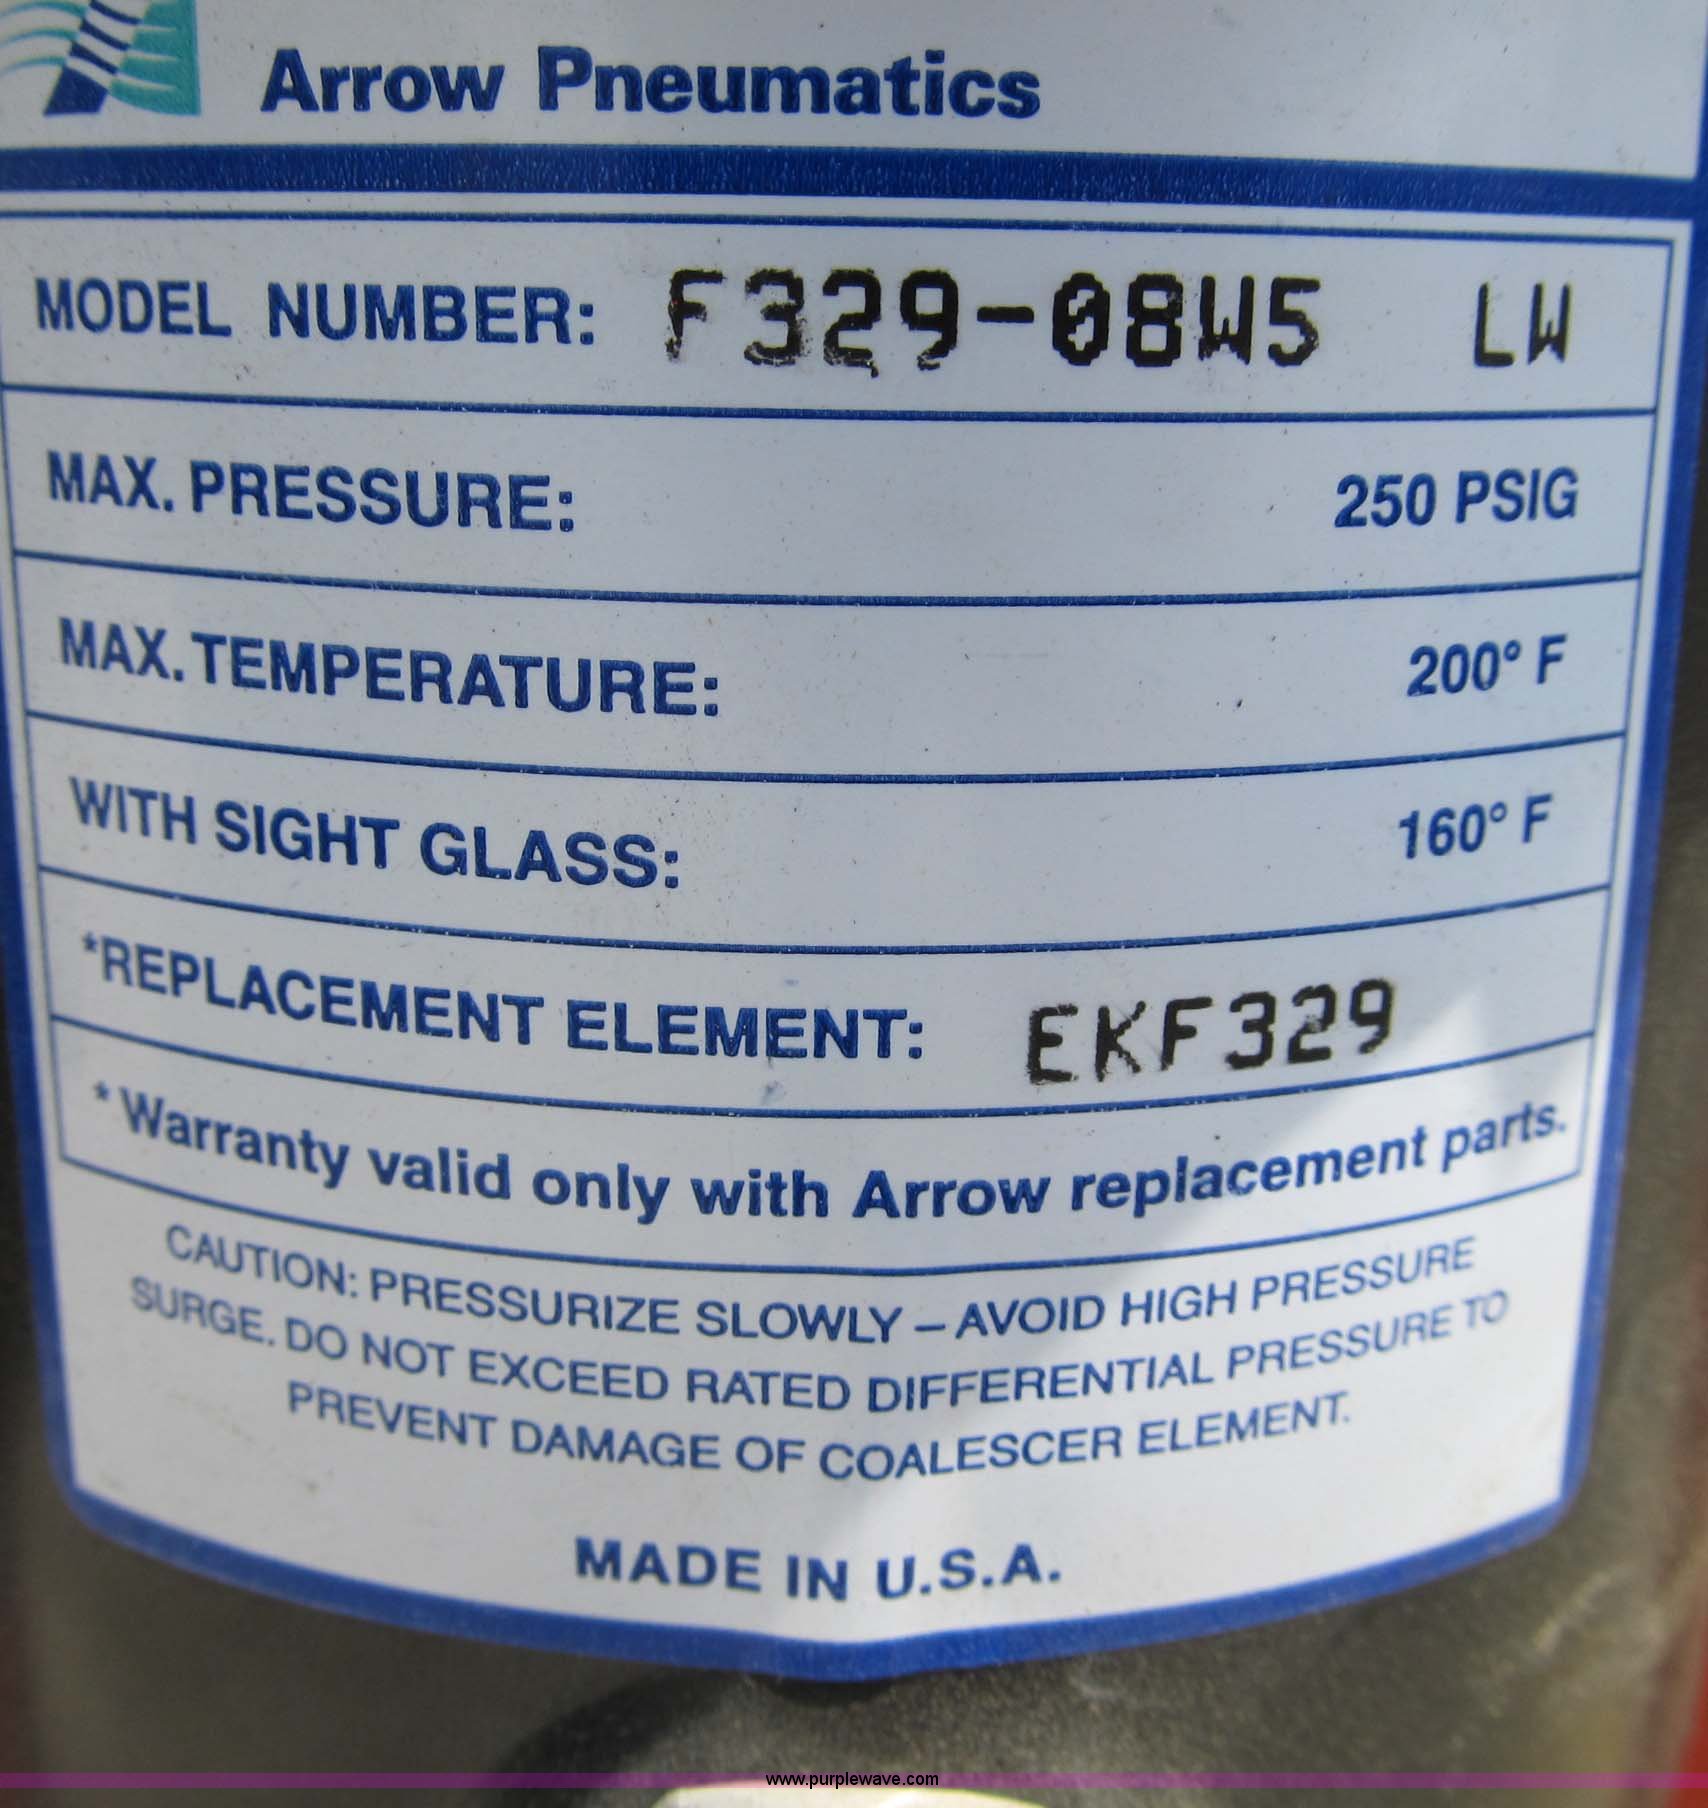 Arrow Pneumatics
MODEL NUMBER: F329-08W5 LW
MAX. PRESSURE: 250 PSIG
MAX. TEMPERATURE: 200° F
WITH SIGHT GLASS: 160° F
*REPLACEMENT ELEMENT: EKF329
* Warranty valid only with Arrow replacement parts.
CAUTION: PRESSURIZE SLOWLY – AVOID HIGH PRESSURE
SURGE. DO NOT EXCEED RATED DIFFERENTIAL PRESSURE TO
PREVENT DAMAGE OF COALESCER ELEMENT.
MADE IN U.S.A.
www.purplewave.com